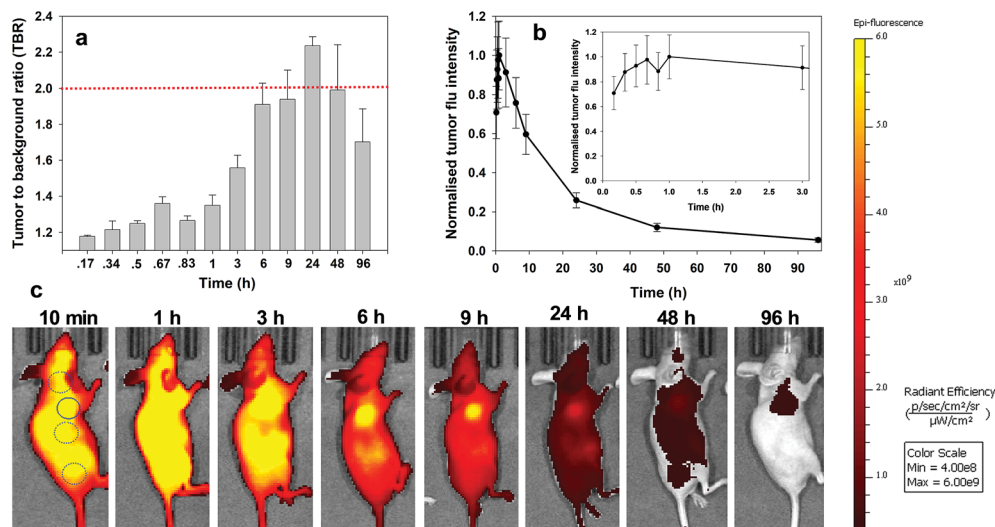 a
Tumor to background ratio (TBR)
2.4
2.2
2.0
1.8
1.6
1.4
1.2
.17 .34 .5 .67 .83 1 3 6 9 24 48 96
Time (h)
b
Normalised tumor flu intensity
1.2
1.0
0.8
0.6
0.4
0.2
0.0
0 10 20 30 40 50 60 70 80 90
Time (h)
Normalised tumor flu intensity
1.2
1.0
0.8
0.6
0.4
0.2
0.0
0.0 0.5 1.0 1.5 2.0 2.5 3.0
Time (h)
c
10 min 1 h 3 h 6 h 9 h 24 h 48 h 96 h
Epi-fluorescence
6.0
5.0
4.0
x10⁹
3.0
2.0
1.0
Radiant Efficiency
(p/sec/cm²/sr
µW/cm²)
Color Scale
Min = 4.00e8
Max = 6.00e9